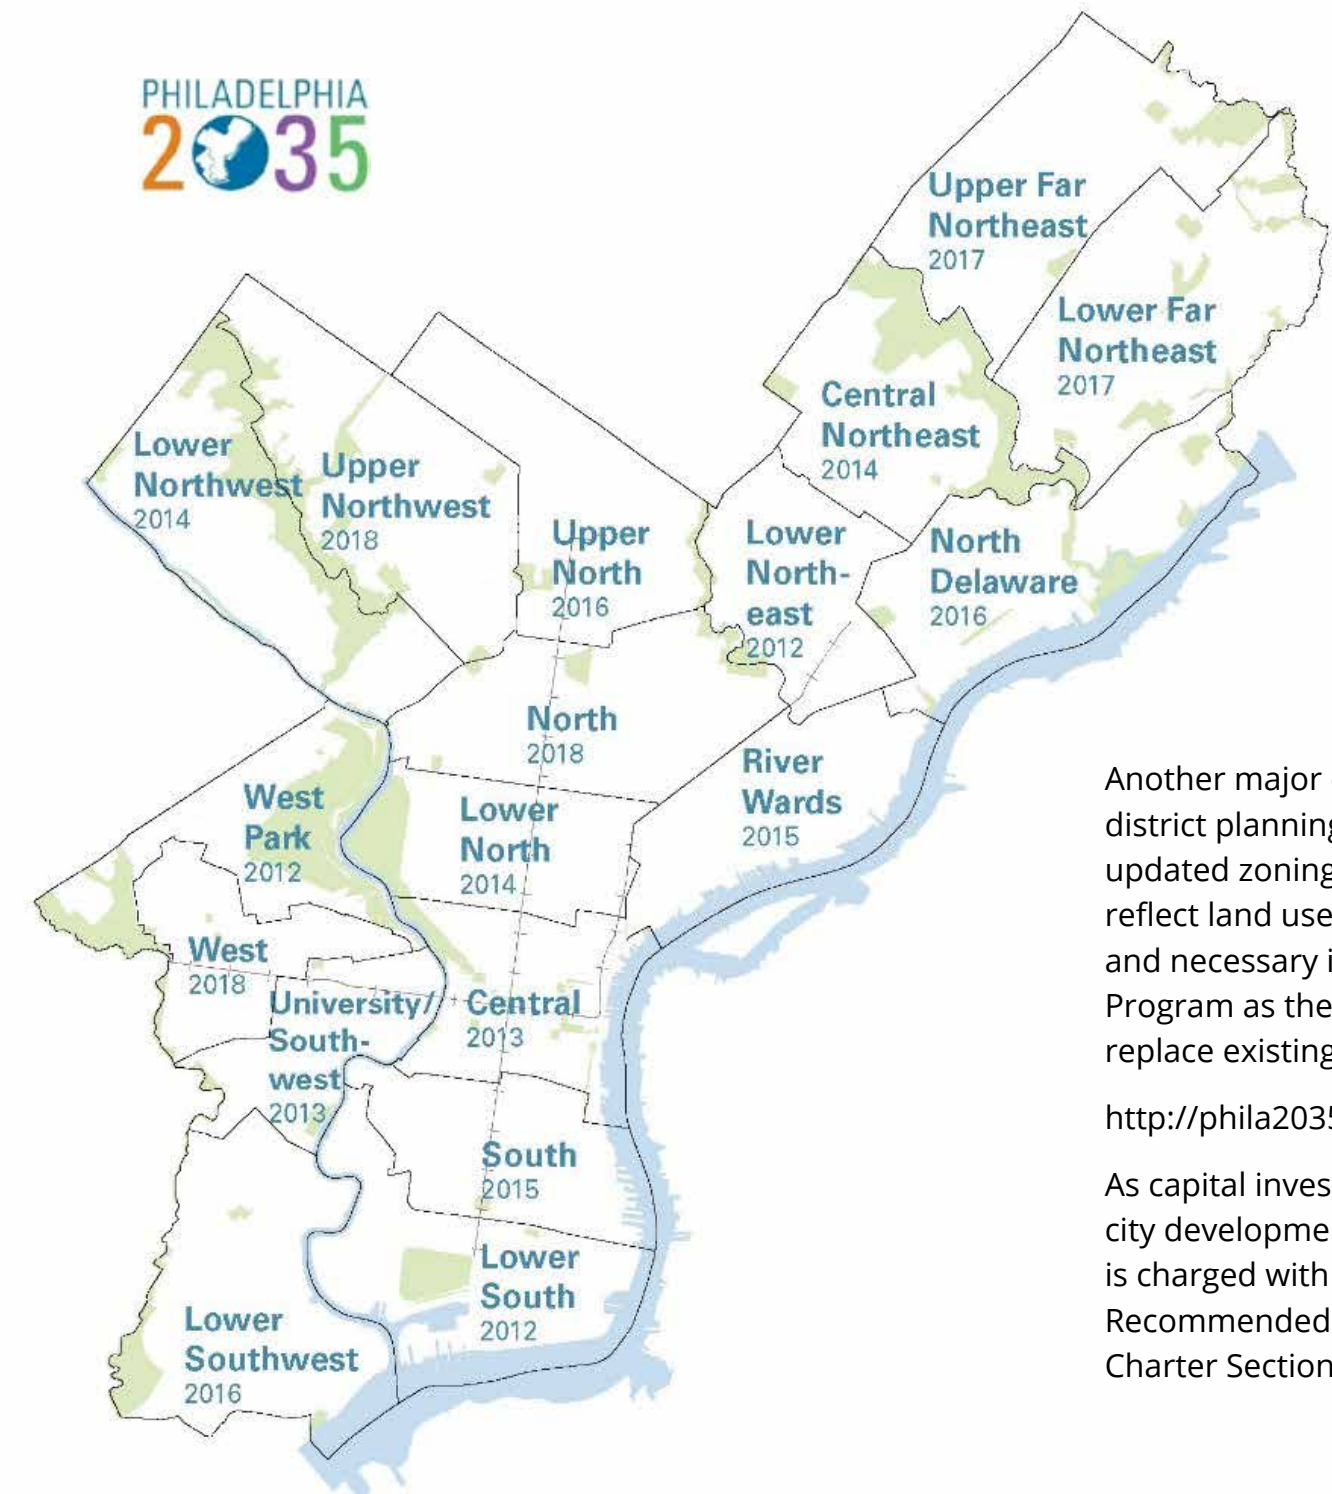 PHILADELPHIA
2035
Upper Far
Northeast
2017
Lower Far
Northeast
2017
Central
Northeast
2014
Lower
Northwest
2014
Upper
Northwest
2018
Upper
North
2016
Lower
North-
east
2012
North
Delaware
2016
North
2018
River
Wards
2015
West
Park
2012
Lower
North
2014
West
2018
University/
South-
west
2013
Central
2013
South
2015
Lower
South
2012
Lower
Southwest
2016
Another major
district planning
updated zoning
reflect land use
and necessary i
Program as the
replace existing
http://phila2035
As capital inves
city developme
is charged with
Recommended
Charter Section